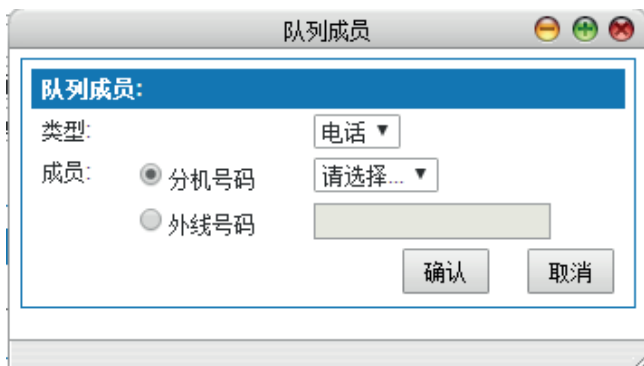 队列成员
队列成员:
类型: 电话
成员: 分机号码 请选择...
外线号码
确认 取消